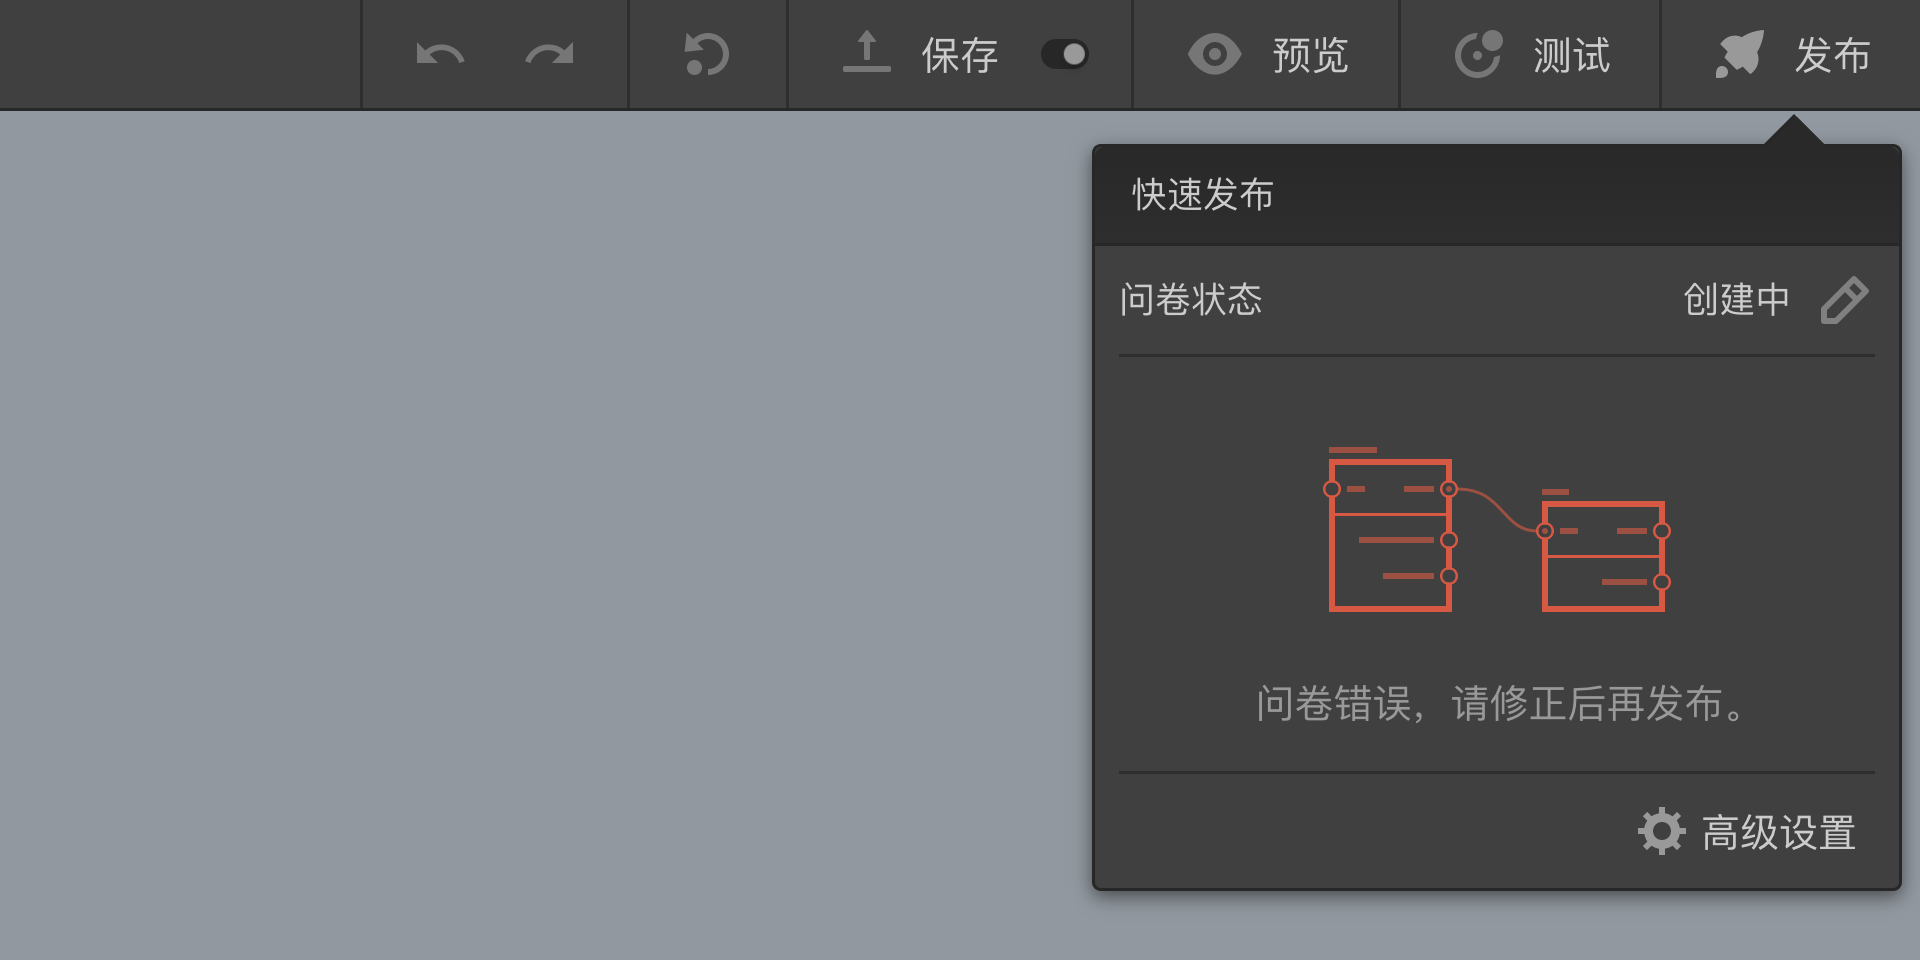 保存
预览
测试
发布
快速发布
问卷状态
创建中
问卷错误，请修正后再发布。
高级设置